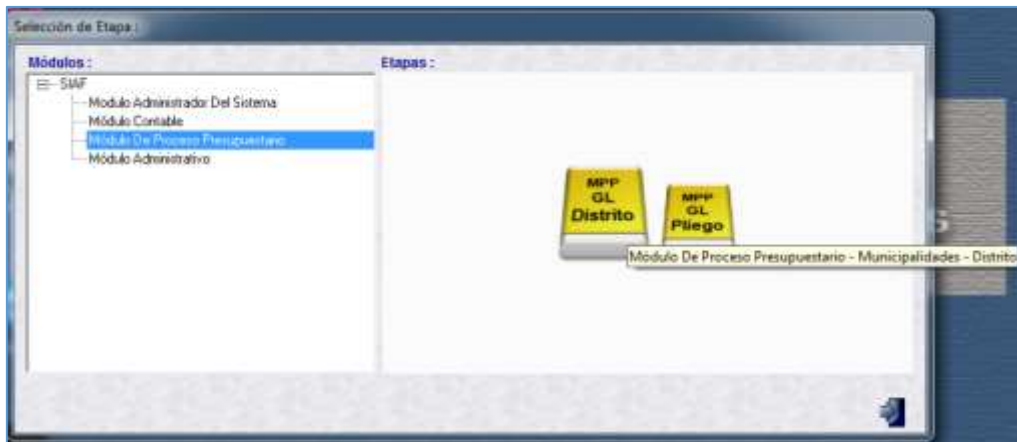 Selección de Etapa :
Módulos :
SIAF
Modulo Administrador Del Sistema
Módulo Contable
Módulo De Proceso Presupuestario
Módulo Administrativo
Etapas :
MPP
GL
Distrito
MPP
GL
Pliego
Módulo De Proceso Presupuestario - Municipalidades - Distrito
S